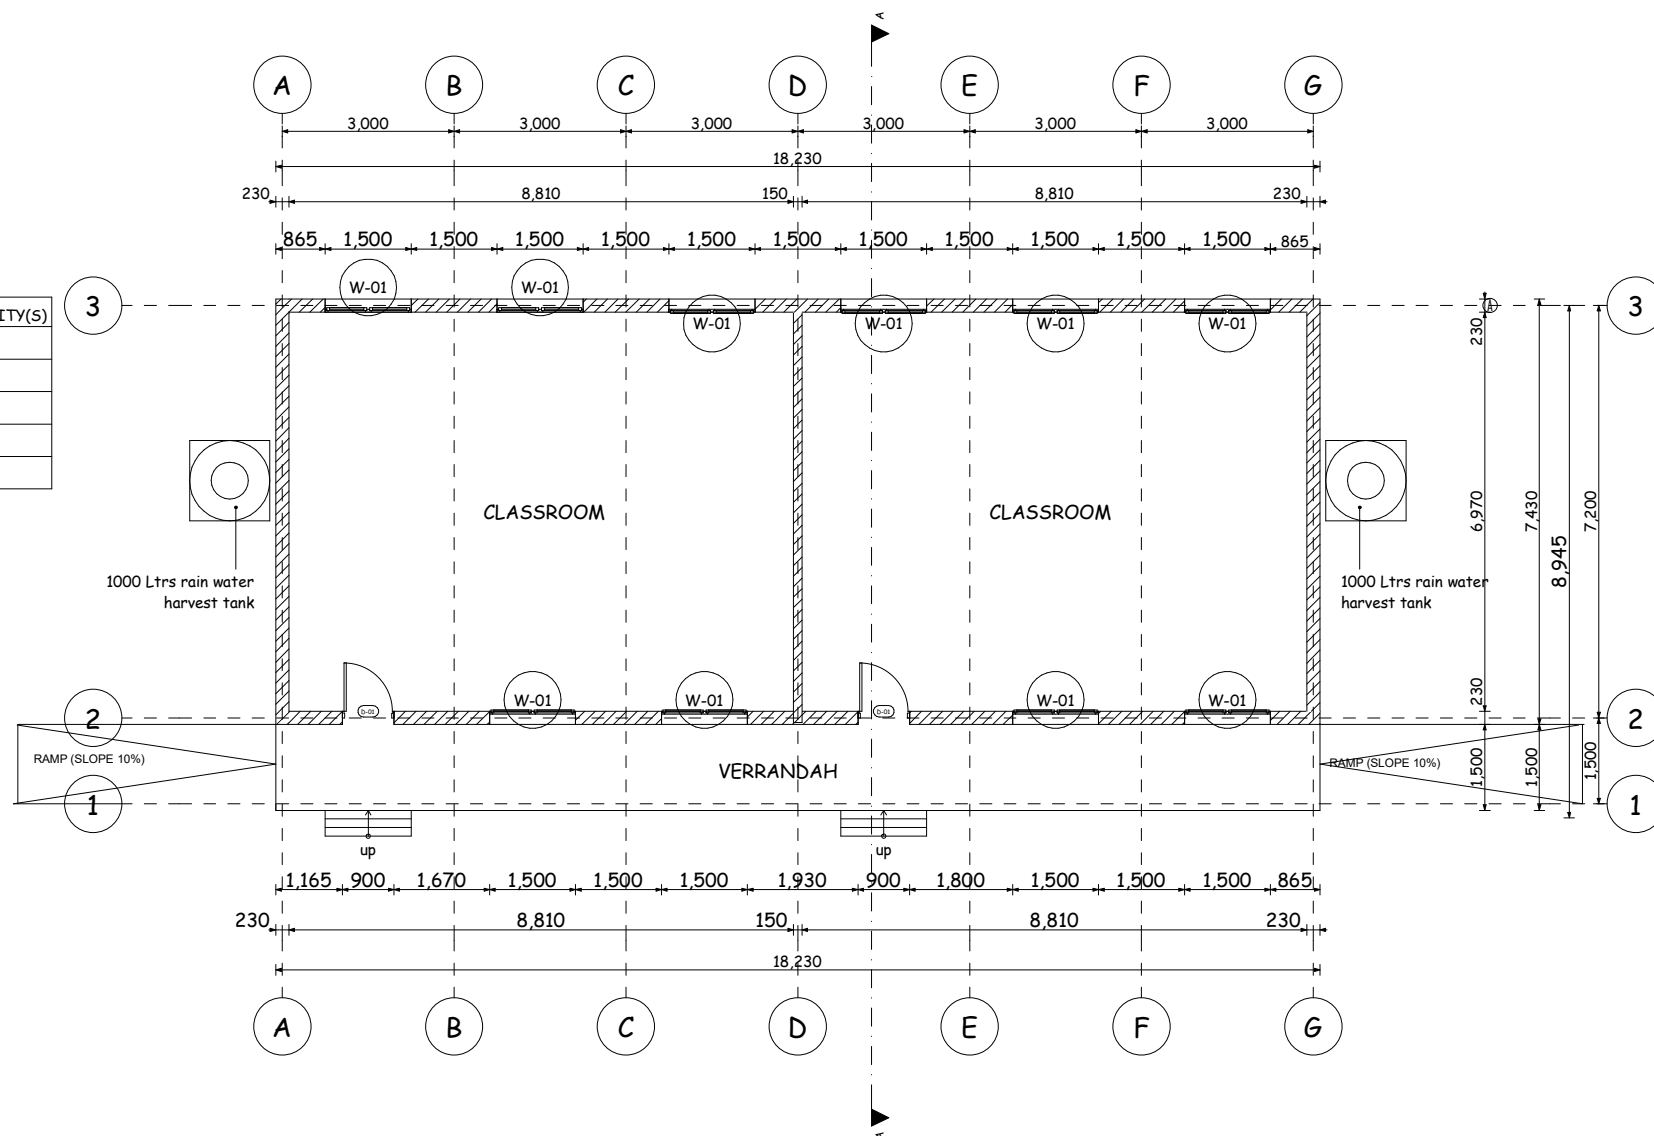 A
A B C D E F G
3,000 3,000 3,000 3,000 3,000 3,000
18,230
230 8,810 150 8,810 230
865 1,500 1,500 1,500 1,500 1,500 1,500 1,500 1,500 1,500 1,500 1,500 865
W-01 W-01
W-01 W-01 W-01 W-01
ITY(S)
3 3
230
CLASSROOM CLASSROOM
6,970 7,430 8,945 7,200
1000 Ltrs rain water
harvest tank
1000 Ltrs rain water
harvest tank
W-01 W-01 W-01 W-01
D-01 D-01
230
2 2
RAMP (SLOPE 10%) VERRANDAH RAMP (SLOPE 10%)
1,500 1,500 1,500
1 1
up up
1,165 900 1,670 1,500 1,500 1,500 1,930 900 1,800 1,500 1,500 1,500 865
230 8,810 150 8,810 230
18,230
A B C D E F G
A